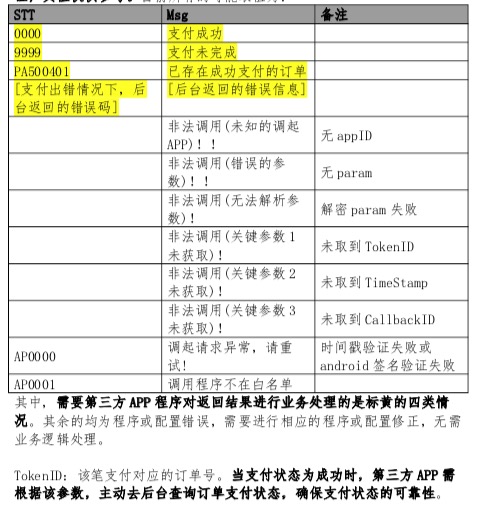 STT Msg 备注
0000 支付成功
9999 支付未完成
PA500401 已存在成功支付的订单
[支付出错情况下，后台返回的错误码] [后台返回的错误信息]
非法调用(未知的调起
APP)！！ 无 appID
非法调用(错误的参
数)！！ 无 param
非法调用(无法解析参
数)！ 解密 param 失败
非法调用(关键参数 1
未获取)！ 未取到 TokenID
非法调用(关键参数 2
未获取)！ 未取到 TimeStamp
非法调用(关键参数 3
未获取)！ 未取到 CallbackID
AP0000 调起请求异常，请重
试！ 时间戳验证失败或
android 签名验证失败
AP0001 调用程序不在白名单
其中，需要第三方 APP 程序对返回结果进行业务处理的是标黄的四类情
况。其余的均为程序或配置错误，需要进行相应的程序或配置修正，无需
业务逻辑处理。
TokenID：该笔支付对应的订单号。当支付状态为成功时，第三方 APP 需
根据该参数，主动去后台查询订单支付状态，确保支付状态的可靠性。